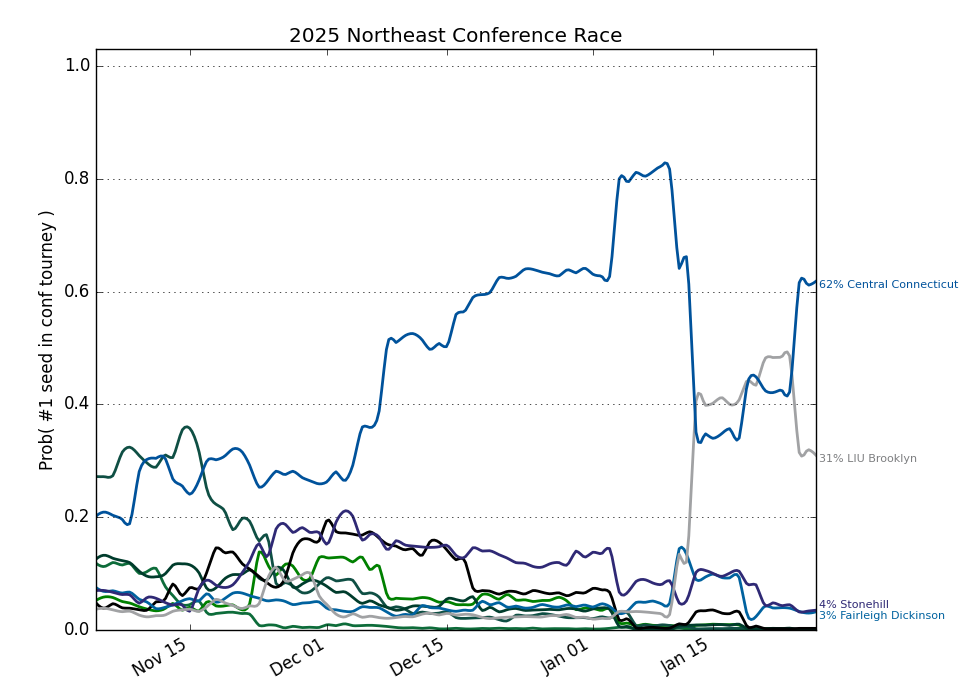 2025 Northeast Conference Race
Prob( #1 seed in conf tourney )
1.0
0.8
0.6
0.4
0.2
0.0
62% Central Connecticut
31% LIU Brooklyn
4% Stonehill
3% Fairleigh Dickinson
Nov 15
Dec 01
Dec 15
Jan 01
Jan 15